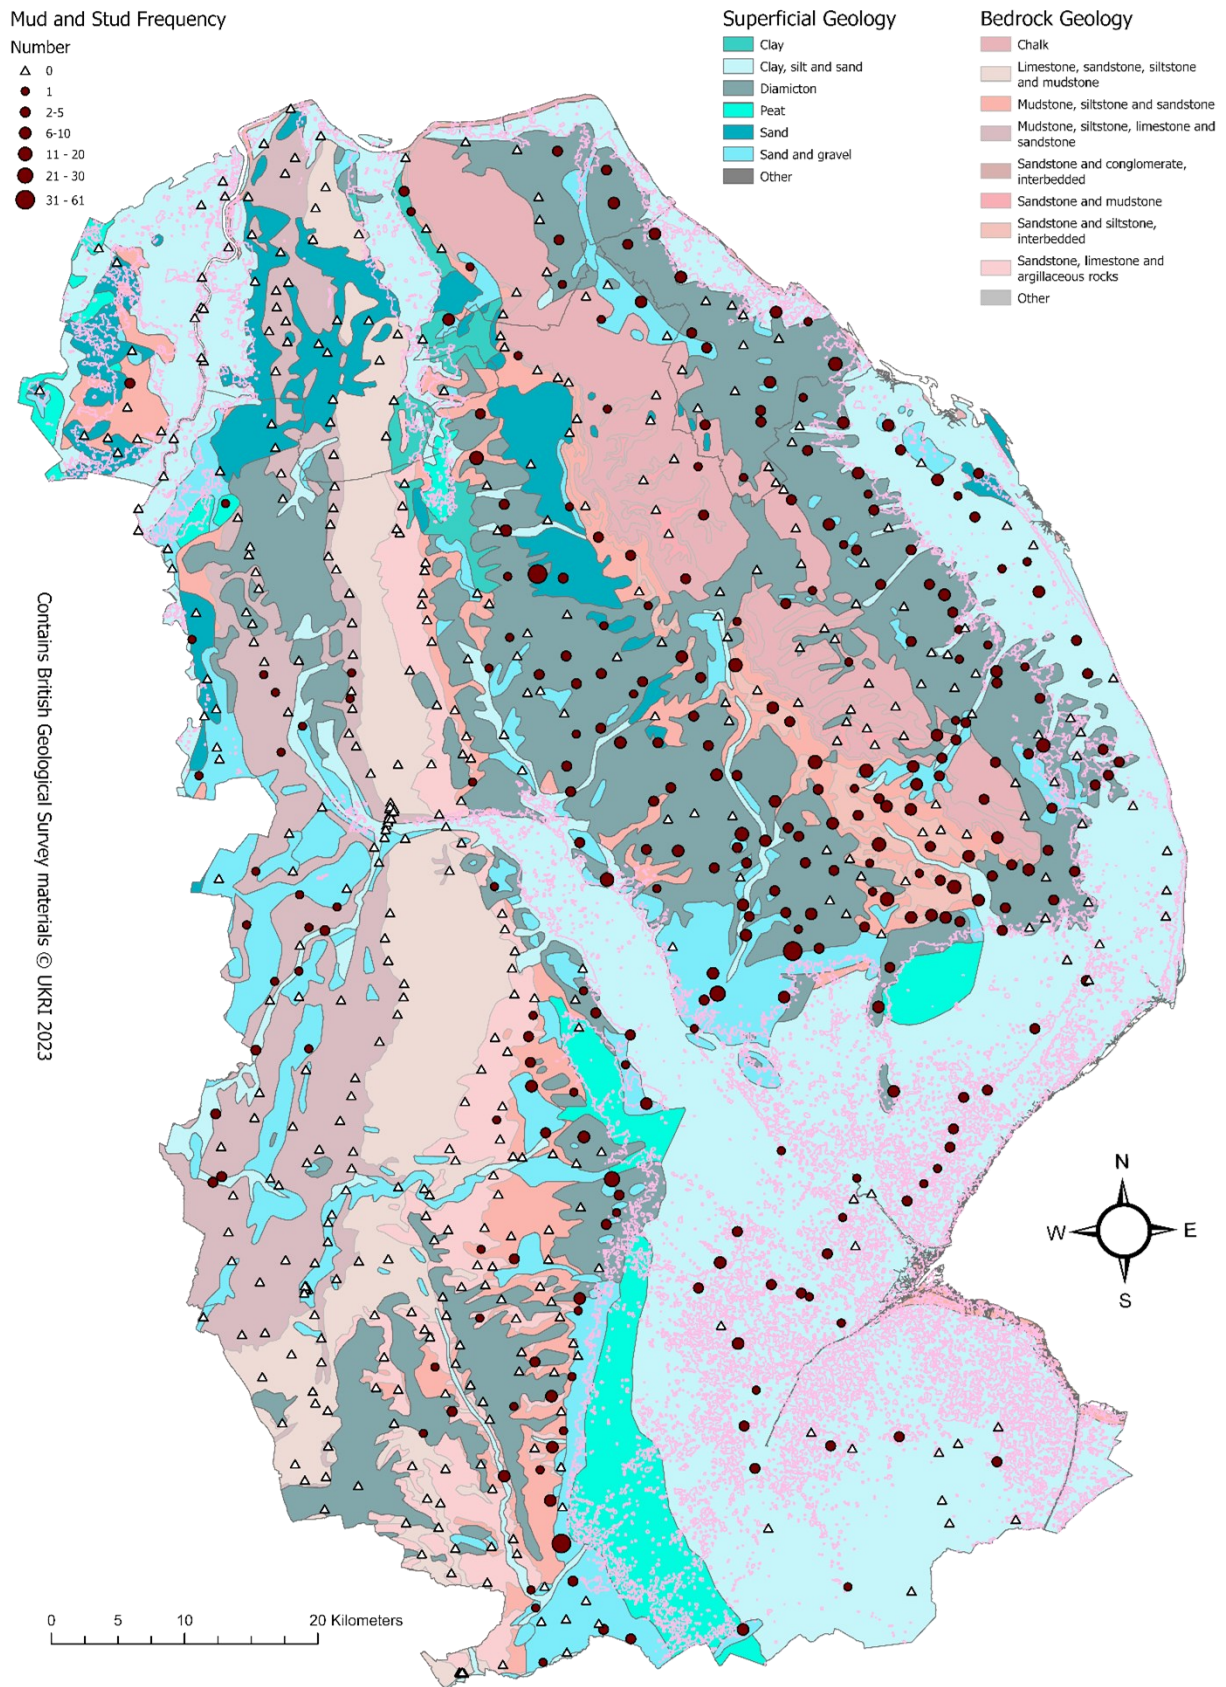 Mud and Stud Frequency
Number
0
1
2-5
6-10
11 - 20
21 - 30
31 - 61
Superficial Geology
Clay
Clay, silt and sand
Diamicton
Peat
Sand
Sand and gravel
Other
Bedrock Geology
Chalk
Limestone, sandstone, siltstone
and mudstone
Mudstone, siltstone and sandstone
Mudstone, siltstone, limestone and
sandstone
Sandstone and conglomerate,
interbedded
Sandstone and mudstone
Sandstone and siltstone,
interbedded
Sandstone, limestone and
argillaceous rocks
Other
Contains British Geological Survey materials © UKRI 2023
N
W E
S
0 5 10 20 Kilometers